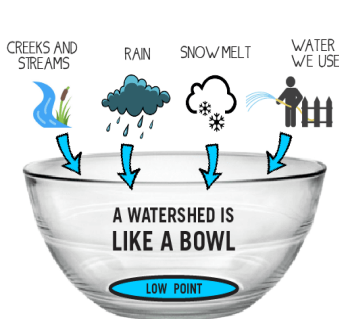 CREEKS AND
STREAMS
RAIN
SNOWMELT
WATER
WE USE
A WATERSHED IS
LIKE A BOWL
LOW POINT